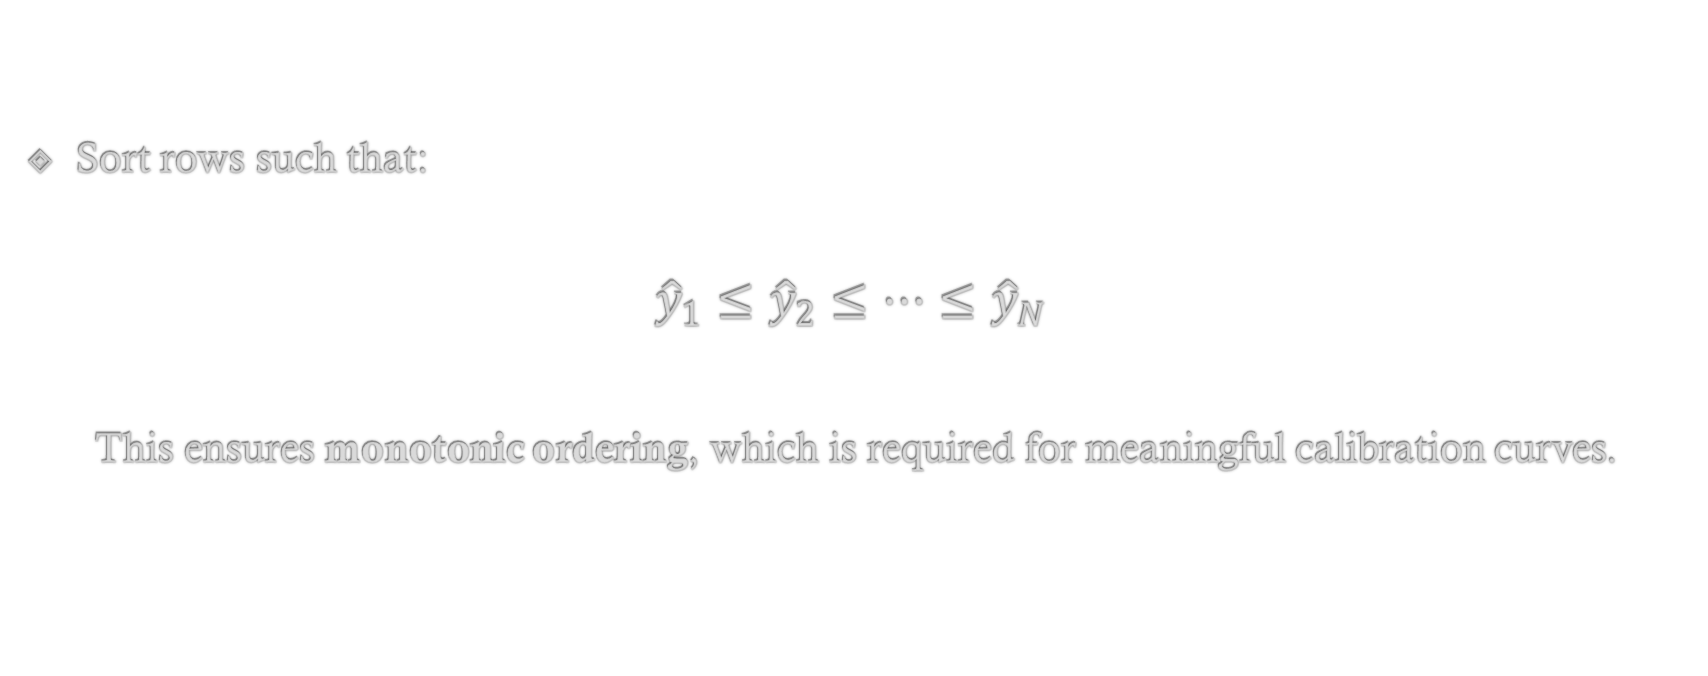 ❖ Sort rows such that:
ŷ₁ ≤ ŷ₂ ≤ ⋯ ≤ ŷ_N
This ensures monotonic ordering, which is required for meaningful calibration curves.